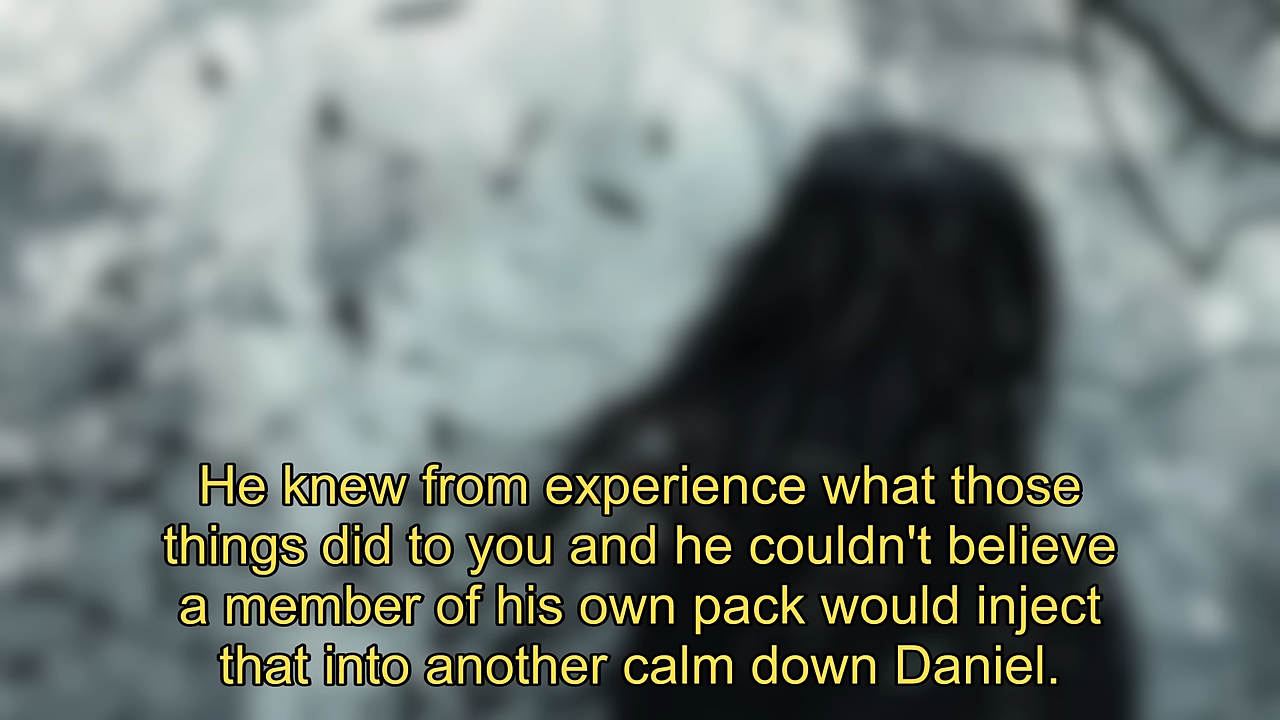 He knew from experience what those
things did to you and he couldn't believe
a member of his own pack would inject
that into another calm down Daniel.